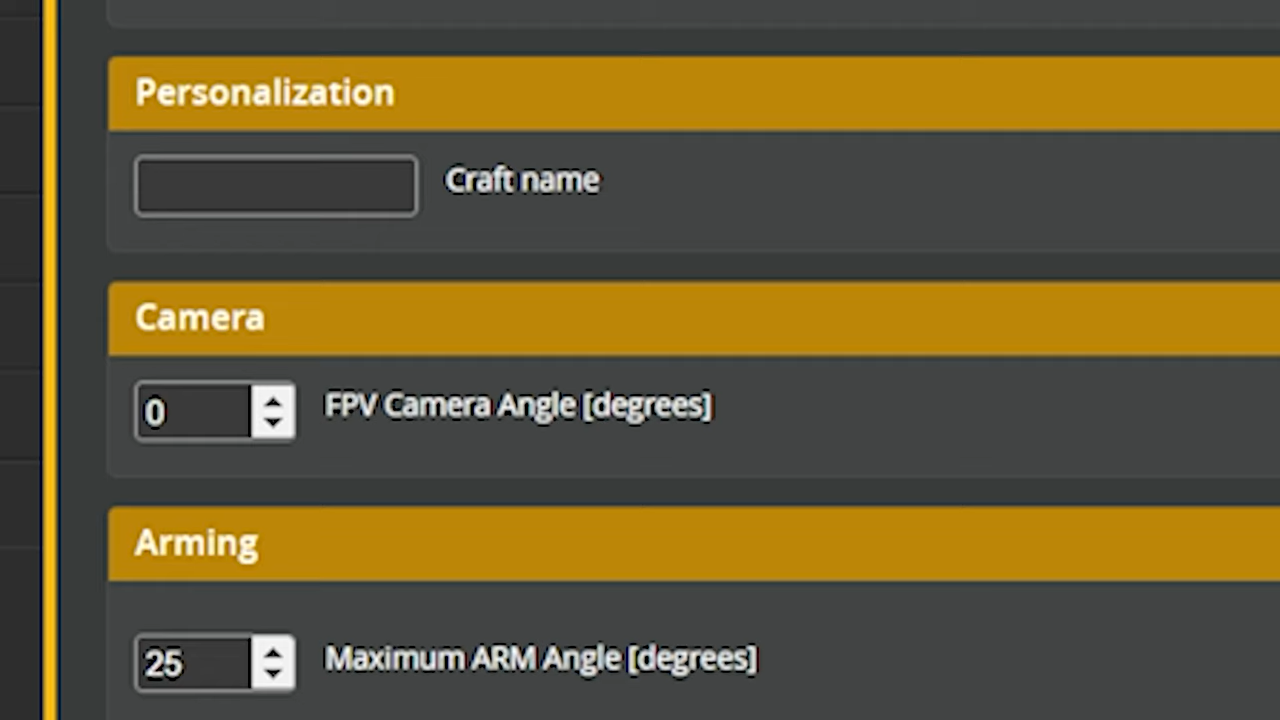 Personalization
Craft name
Camera
0 FPV Camera Angle [degrees]
Arming
25 Maximum ARM Angle [degrees]